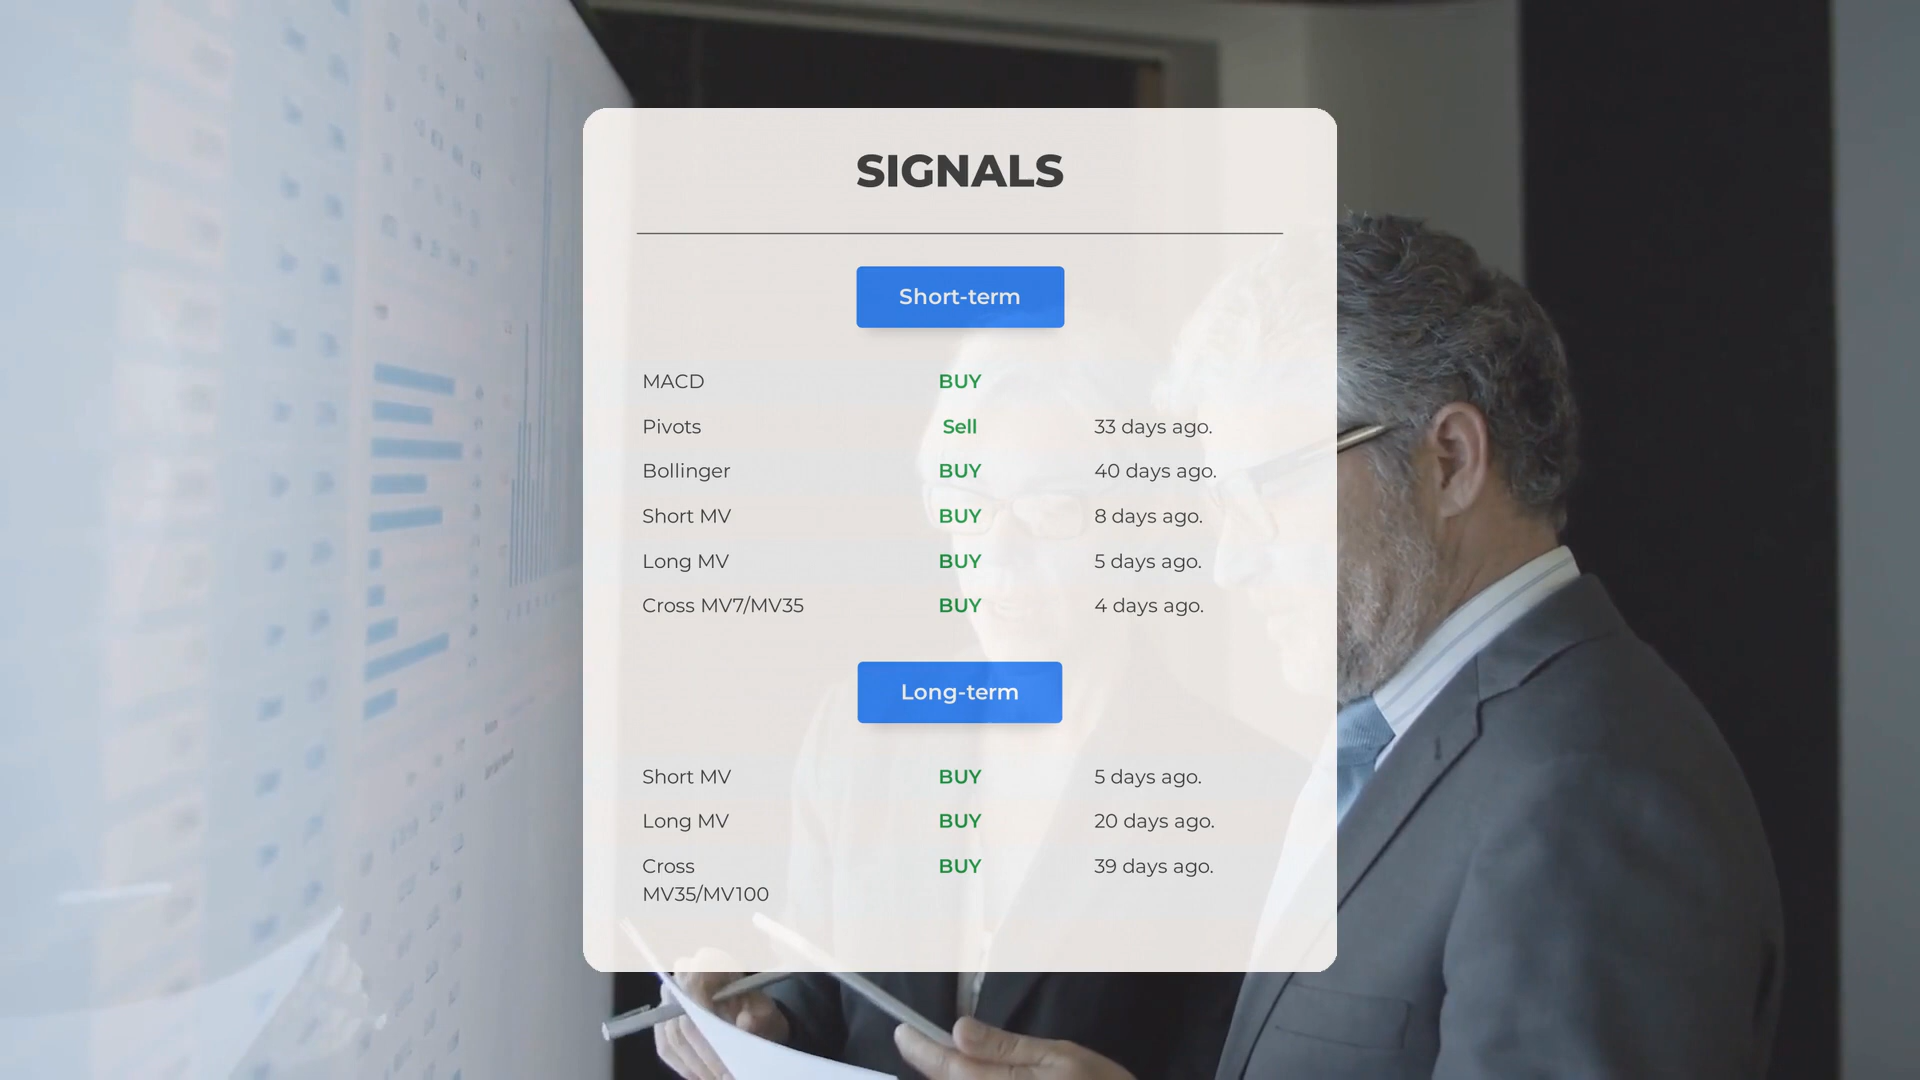 SIGNALS
Short-term
MACD BUY
Pivots Sell 33 days ago.
Bollinger BUY 40 days ago.
Short MV BUY 8 days ago.
Long MV BUY 5 days ago.
Cross MV7/MV35 BUY 4 days ago.
Long-term
Short MV BUY 5 days ago.
Long MV BUY 20 days ago.
Cross BUY 39 days ago.
MV35/MV100